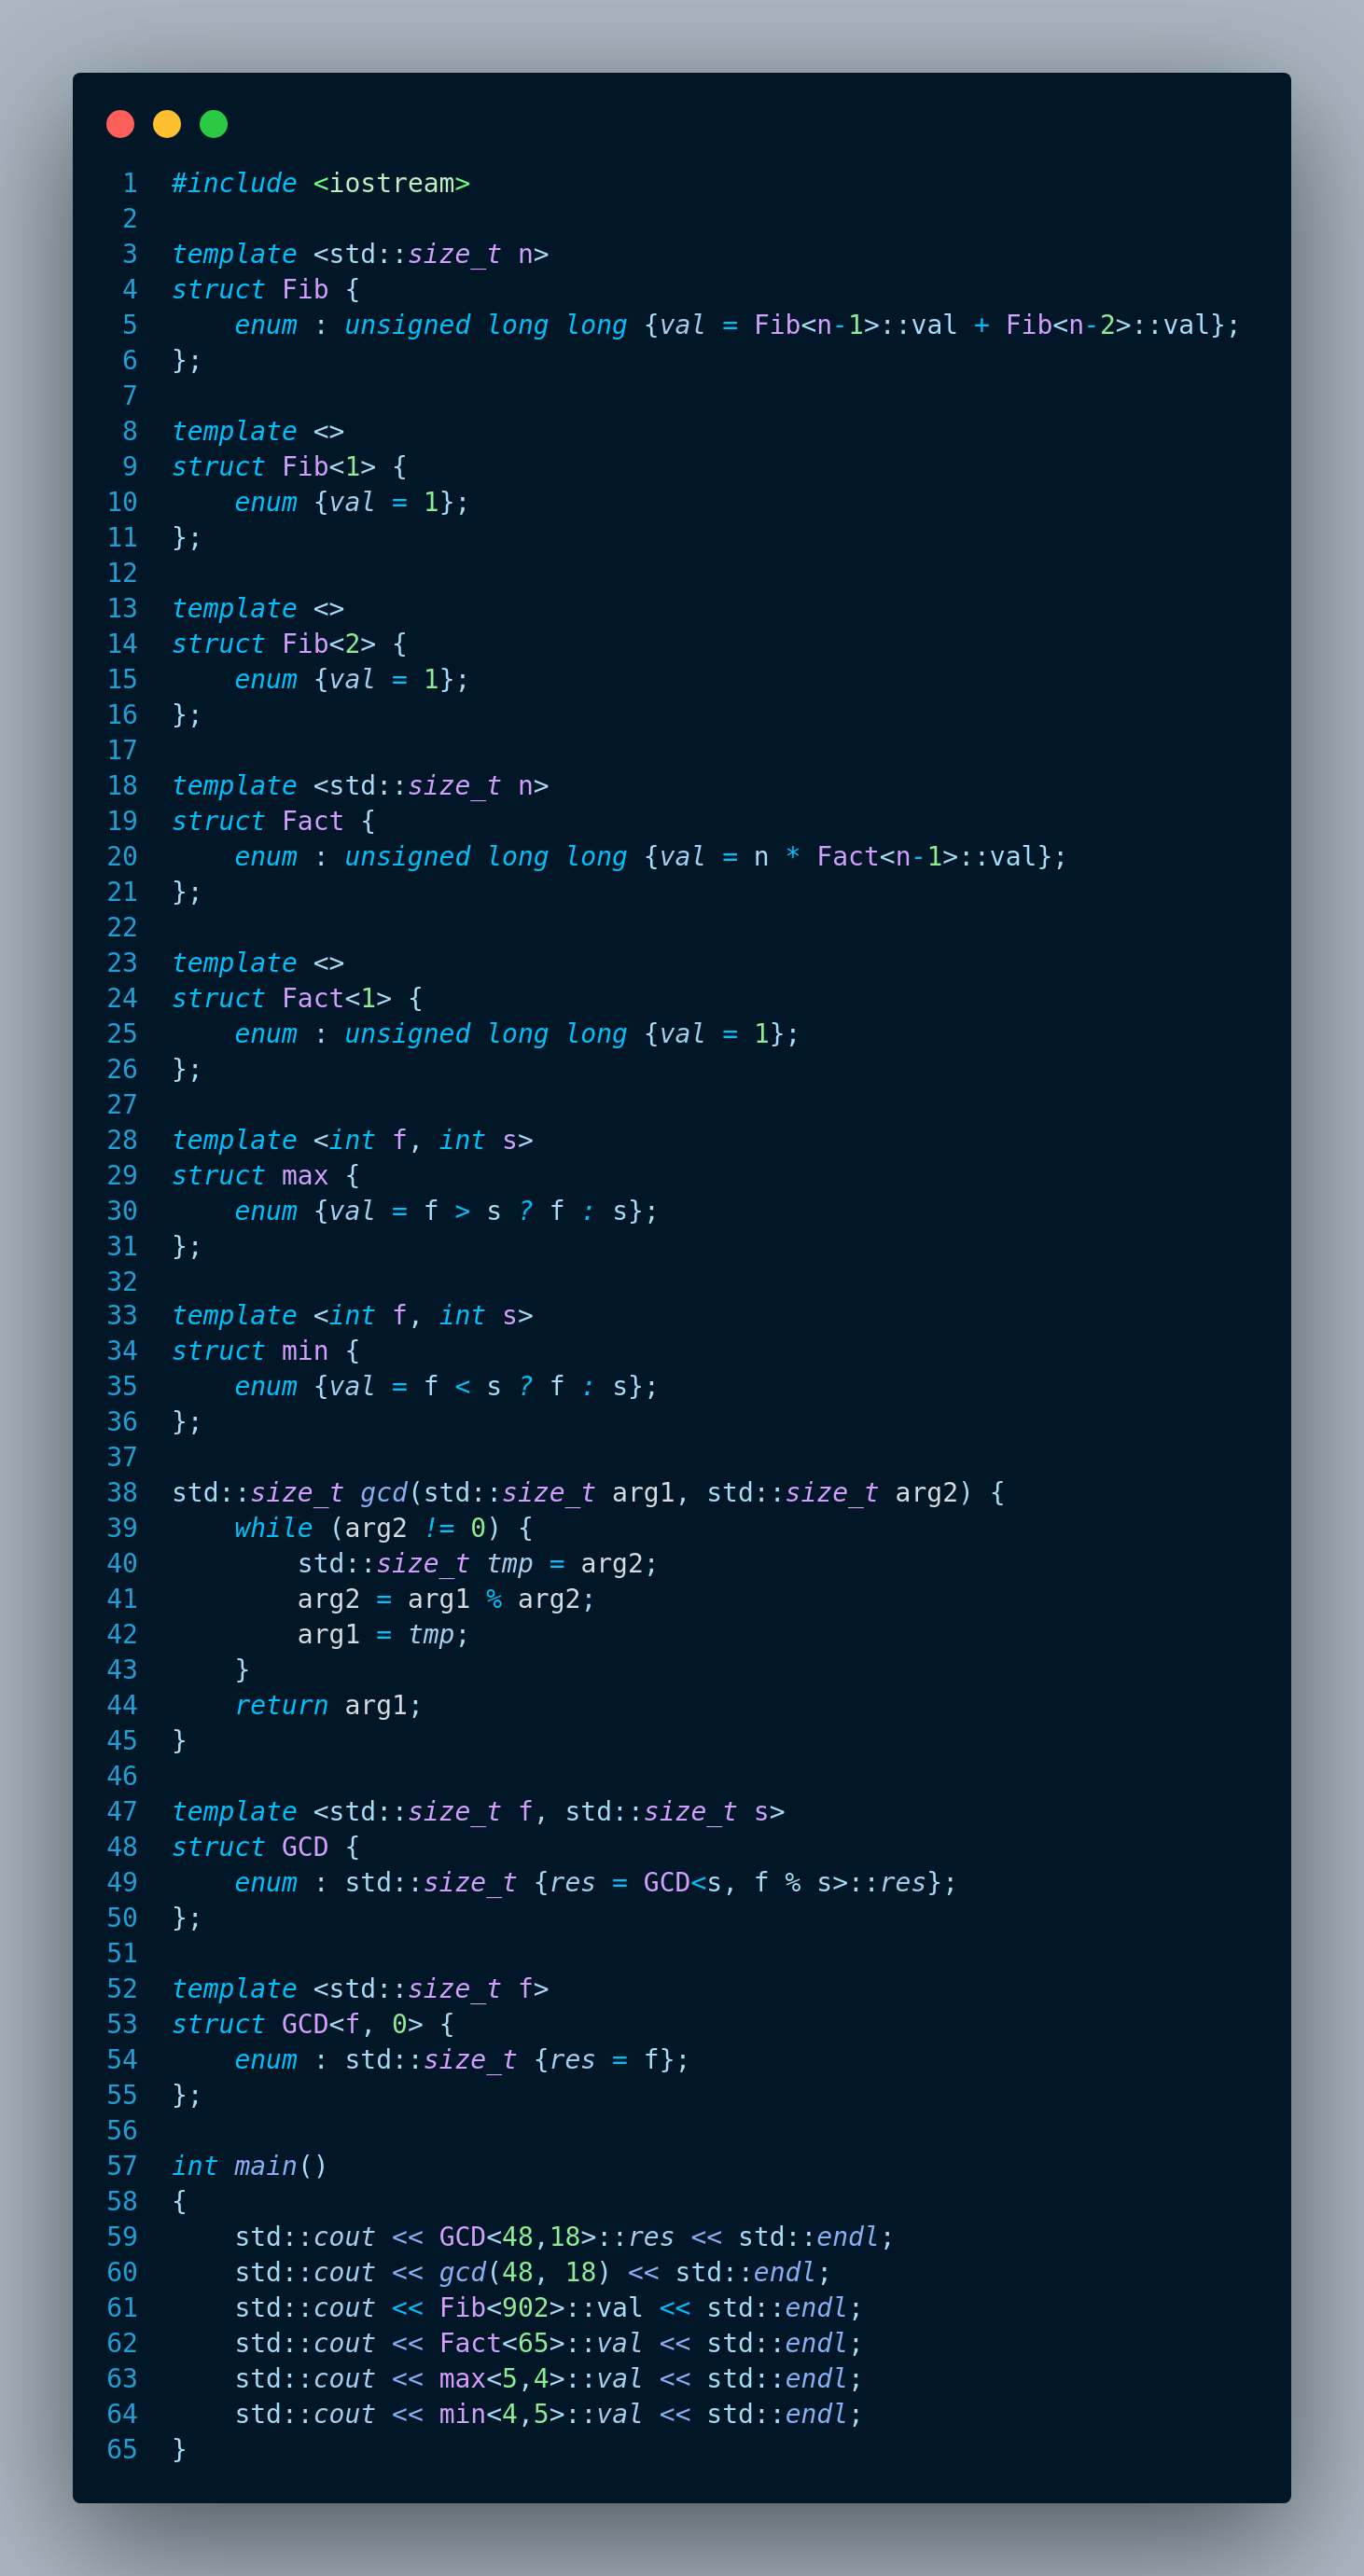 1 #include <iostream>
2
3 template <std::size_t n>
4 struct Fib {
5     enum : unsigned long long {val = Fib<n-1>::val + Fib<n-2>::val};
6 };
7
8 template <>
9 struct Fib<1> {
10     enum {val = 1};
11 };
12
13 template <>
14 struct Fib<2> {
15     enum {val = 1};
16 };
17
18 template <std::size_t n>
19 struct Fact {
20     enum : unsigned long long {val = n * Fact<n-1>::val};
21 };
22
23 template <>
24 struct Fact<1> {
25     enum : unsigned long long {val = 1};
26 };
27
28 template <int f, int s>
29 struct max {
30     enum {val = f > s ? f : s};
31 };
32
33 template <int f, int s>
34 struct min {
35     enum {val = f < s ? f : s};
36 };
37
38 std::size_t gcd(std::size_t arg1, std::size_t arg2) {
39     while (arg2 != 0) {
40         std::size_t tmp = arg2;
41         arg2 = arg1 % arg2;
42         arg1 = tmp;
43     }
44     return arg1;
45 }
46
47 template <std::size_t f, std::size_t s>
48 struct GCD {
49     enum : std::size_t {res = GCD<s, f % s>::res};
50 };
51
52 template <std::size_t f>
53 struct GCD<f, 0> {
54     enum : std::size_t {res = f};
55 };
56
57 int main()
58 {
59     std::cout << GCD<48,18>::res << std::endl;
60     std::cout << gcd(48, 18) << std::endl;
61     std::cout << Fib<902>::val << std::endl;
62     std::cout << Fact<65>::val << std::endl;
63     std::cout << max<5,4>::val << std::endl;
64     std::cout << min<4,5>::val << std::endl;
65 }